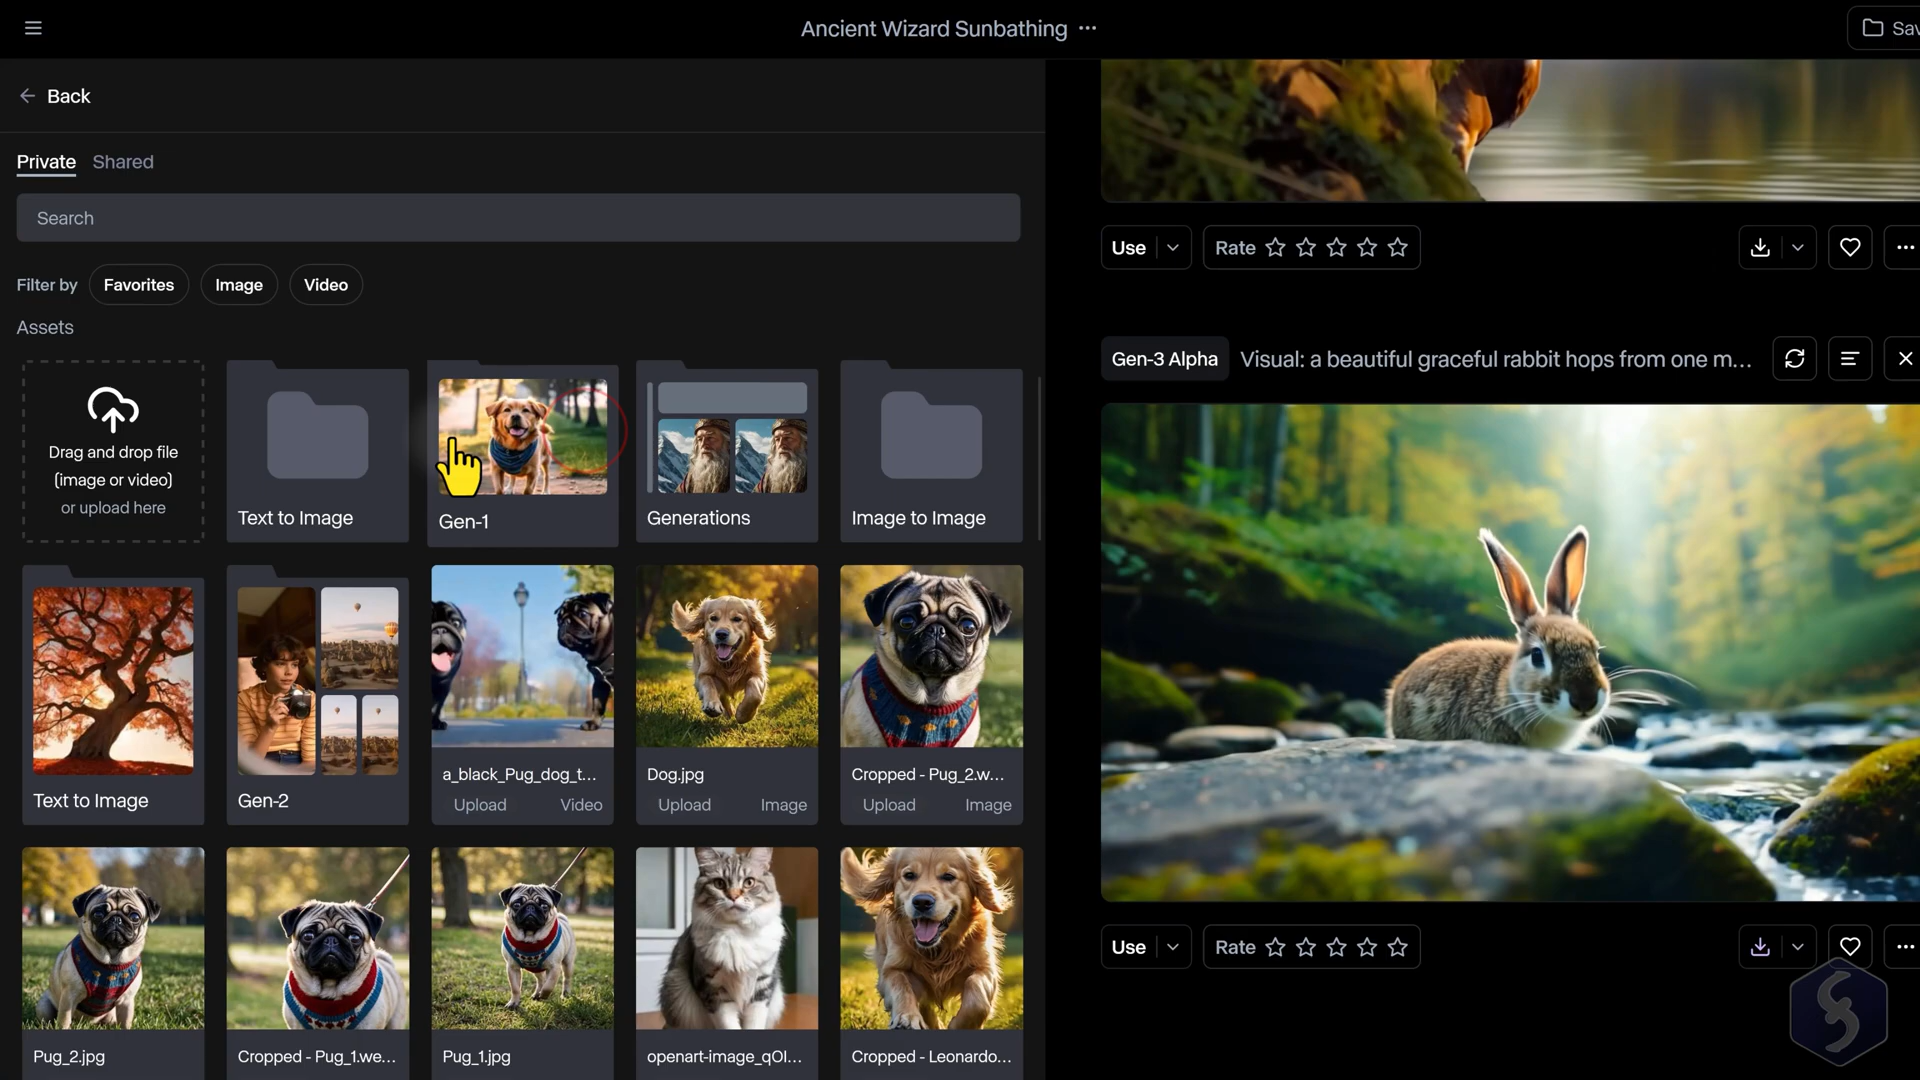 Ancient Wizard Sunbathing
Back
Private
Shared
Search
Filter by
Favorites
Image
Video
Assets
Drag and drop file
(image or video)
or upload here
Text to Image
Gen-1
Generations
Image to Image
Text to Image
Gen-2
a_black_Pug_dog_t...
Upload
Video
Dog.jpg
Upload
Image
Cropped - Pug_2.w...
Upload
Image
Pug_2.jpg
Cropped - Pug_1.we...
Pug_1.jpg
openart-image_qOl...
Cropped - Leonardo...
Sav
Use
Rate
Gen-3 Alpha
Visual: a beautiful graceful rabbit hops from one m...
Use
Rate